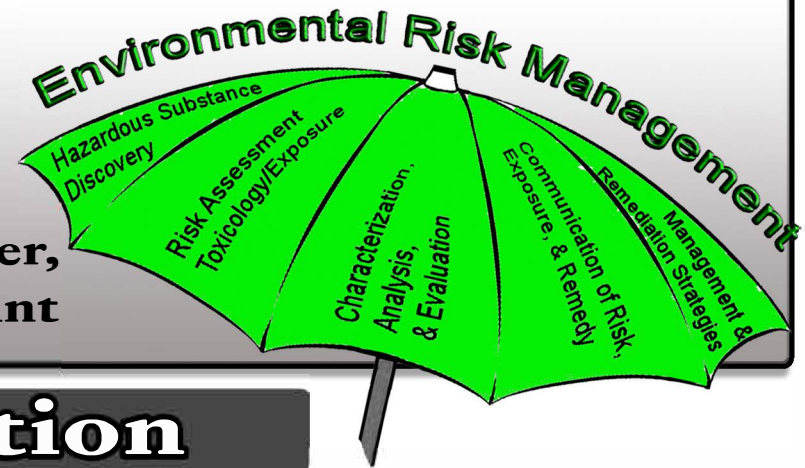 Environmental Risk Management
Hazardous Substance
Discovery
Risk Assessment
Toxicology/Exposure
Characterization,
Analysis,
& Evaluation
Communication of Risk,
Exposure, & Remedy
Management &
Remediation Strategies
er,
nt
tion